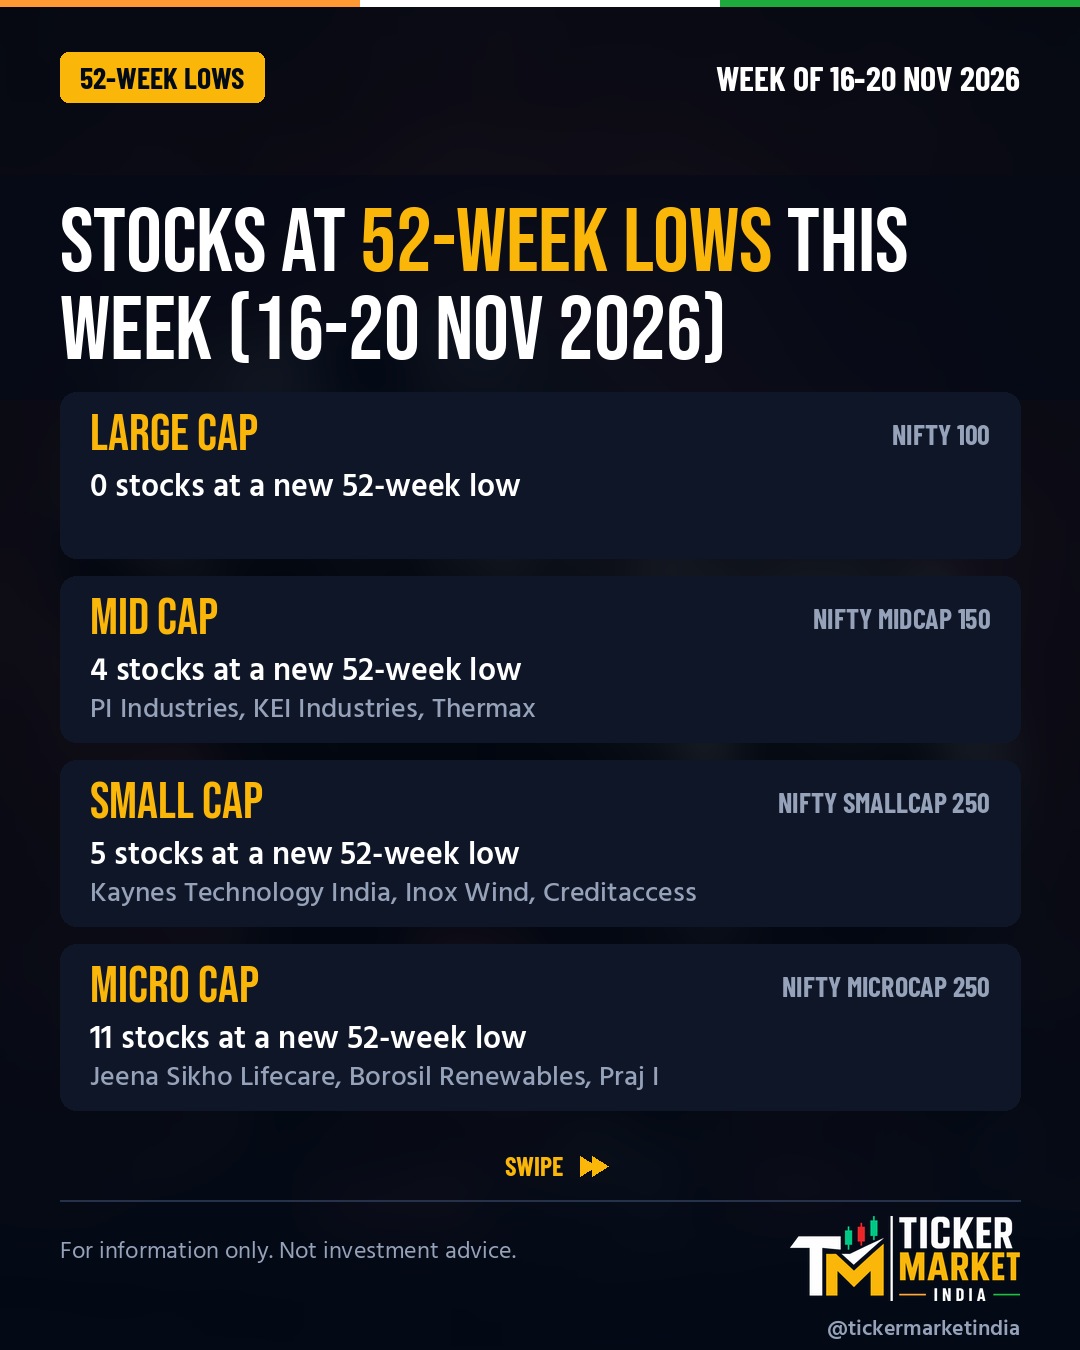 52-WEEK LOWS
WEEK OF 16-20 NOV 2026
STOCKS AT 52-WEEK LOWS THIS
WEEK (16-20 NOV 2026)
LARGE CAP
NIFTY 100
0 stocks at a new 52-week low
MID CAP
NIFTY MIDCAP 150
4 stocks at a new 52-week low
PI Industries, KEI Industries, Thermax
SMALL CAP
NIFTY SMALLCAP 250
5 stocks at a new 52-week low
Kaynes Technology India, Inox Wind, Creditaccess
MICRO CAP
NIFTY MICROCAP 250
11 stocks at a new 52-week low
Jeena Sikho Lifecare, Borosil Renewables, Praj I
SWIPE
For information only. Not investment advice.
TM
TICKER
MARKET
INDIA
@tickermarketindia